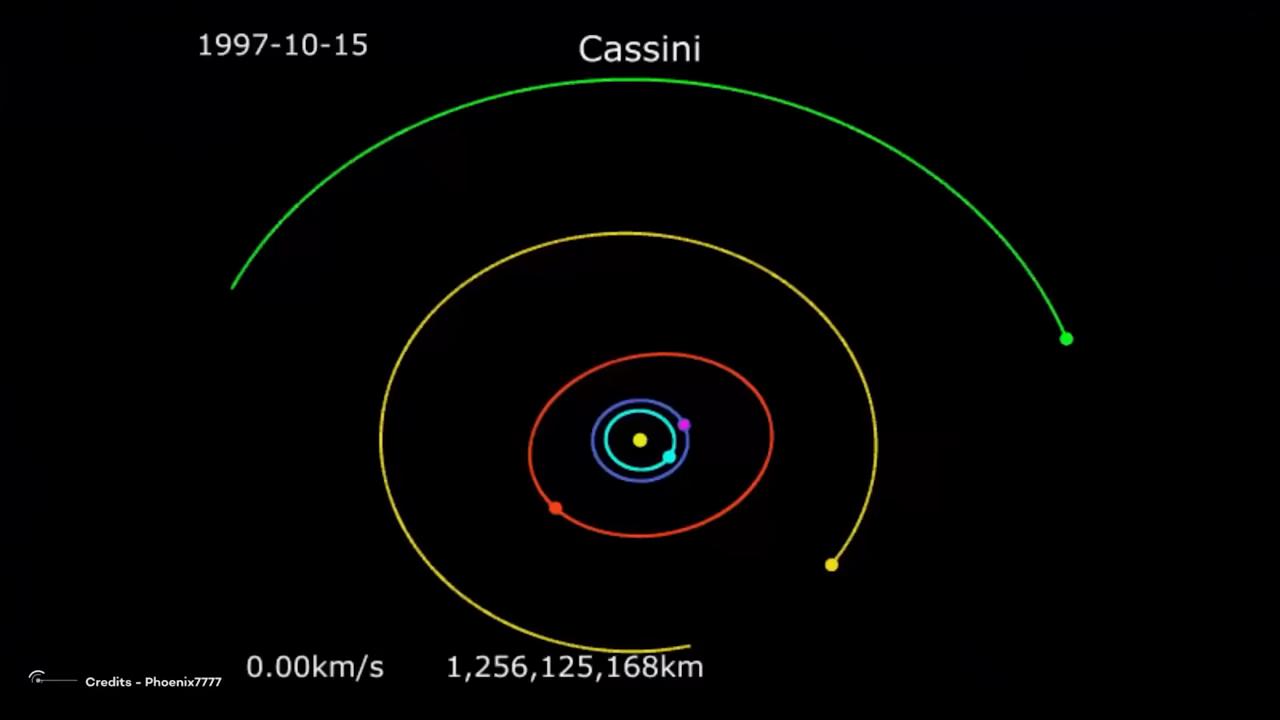 1997-10-15
Cassini
0.00km/s
1,256,125,168km
Credits - Phoenix7777